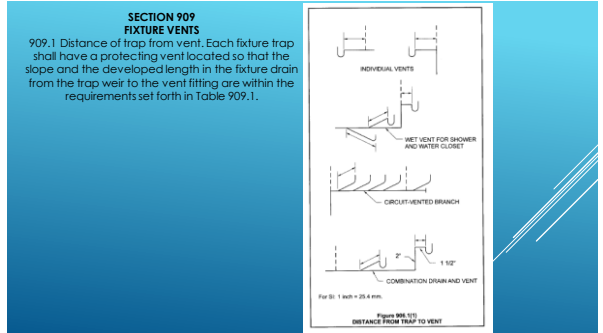 SECTION 909
FIXTURE VENTS
909.1 Distance of trap from vent. Each fixture trap
shall have a protecting vent located so that the
slope and the developed length in the fixture drain
from the trap weir to the vent fitting are within the
requirements set forth in Table 909.1.
INDIVIDUAL VENTS
WET VENT FOR SHOWER
AND WATER CLOSET
CIRCUIT-VENTED BRANCH
2"
1 1/2"
COMBINATION DRAIN AND VENT
For SI: 1 inch = 25.4 mm.
Figure 909.1(1)
DISTANCE FROM TRAP TO VENT